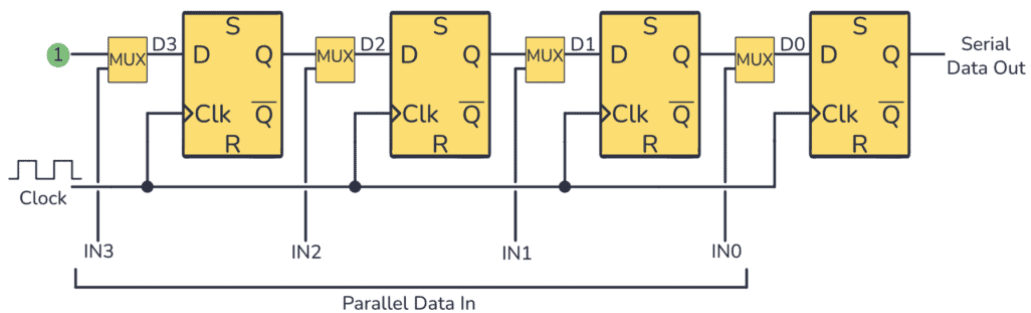 S S S S
1 MUX D3 D Q MUX D2 D Q MUX D1 D Q MUX D0 D Q Serial
Data Out
Clk Q Clk Q Clk Q Clk Q
R R R R
Clock
IN3 IN2 IN1 IN0
Parallel Data In